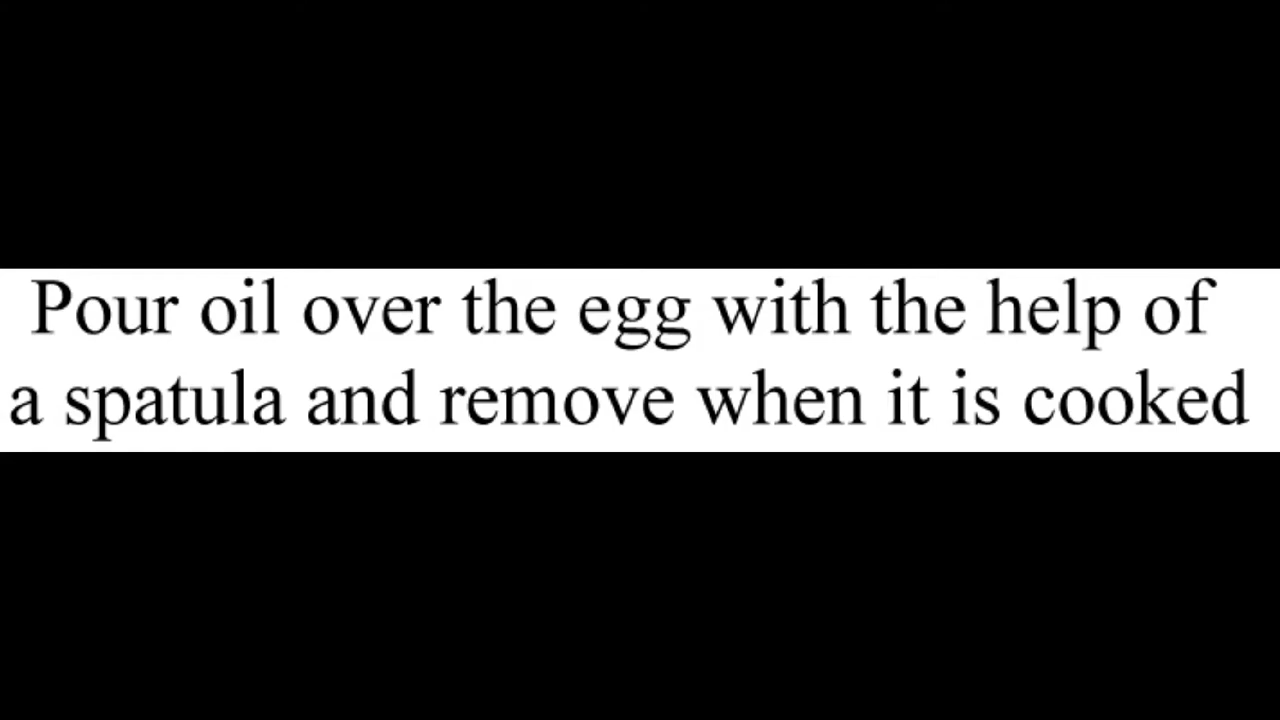 Pour oil over the egg with the help of
a spatula and remove when it is cooked